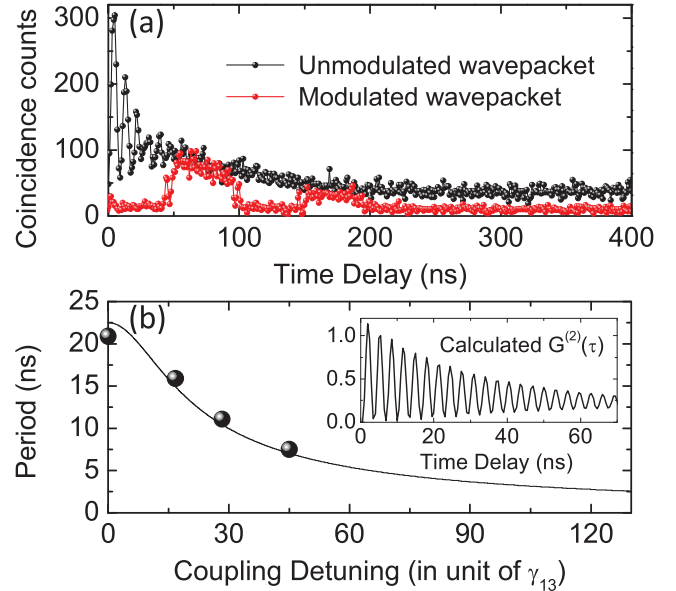 (a)
Unmodulated wavepacket
Modulated wavepacket
Coincidence counts
300
200
100
0
0 100 200 300 400
Time Delay (ns)
(b)
Period (ns)
25
20
15
10
5
0
Calculated G(2)(τ)
1.0
0.5
0.0
0 20 40 60
Time Delay (ns)
0 30 60 90 120
Coupling Detuning (in unit of γ13)